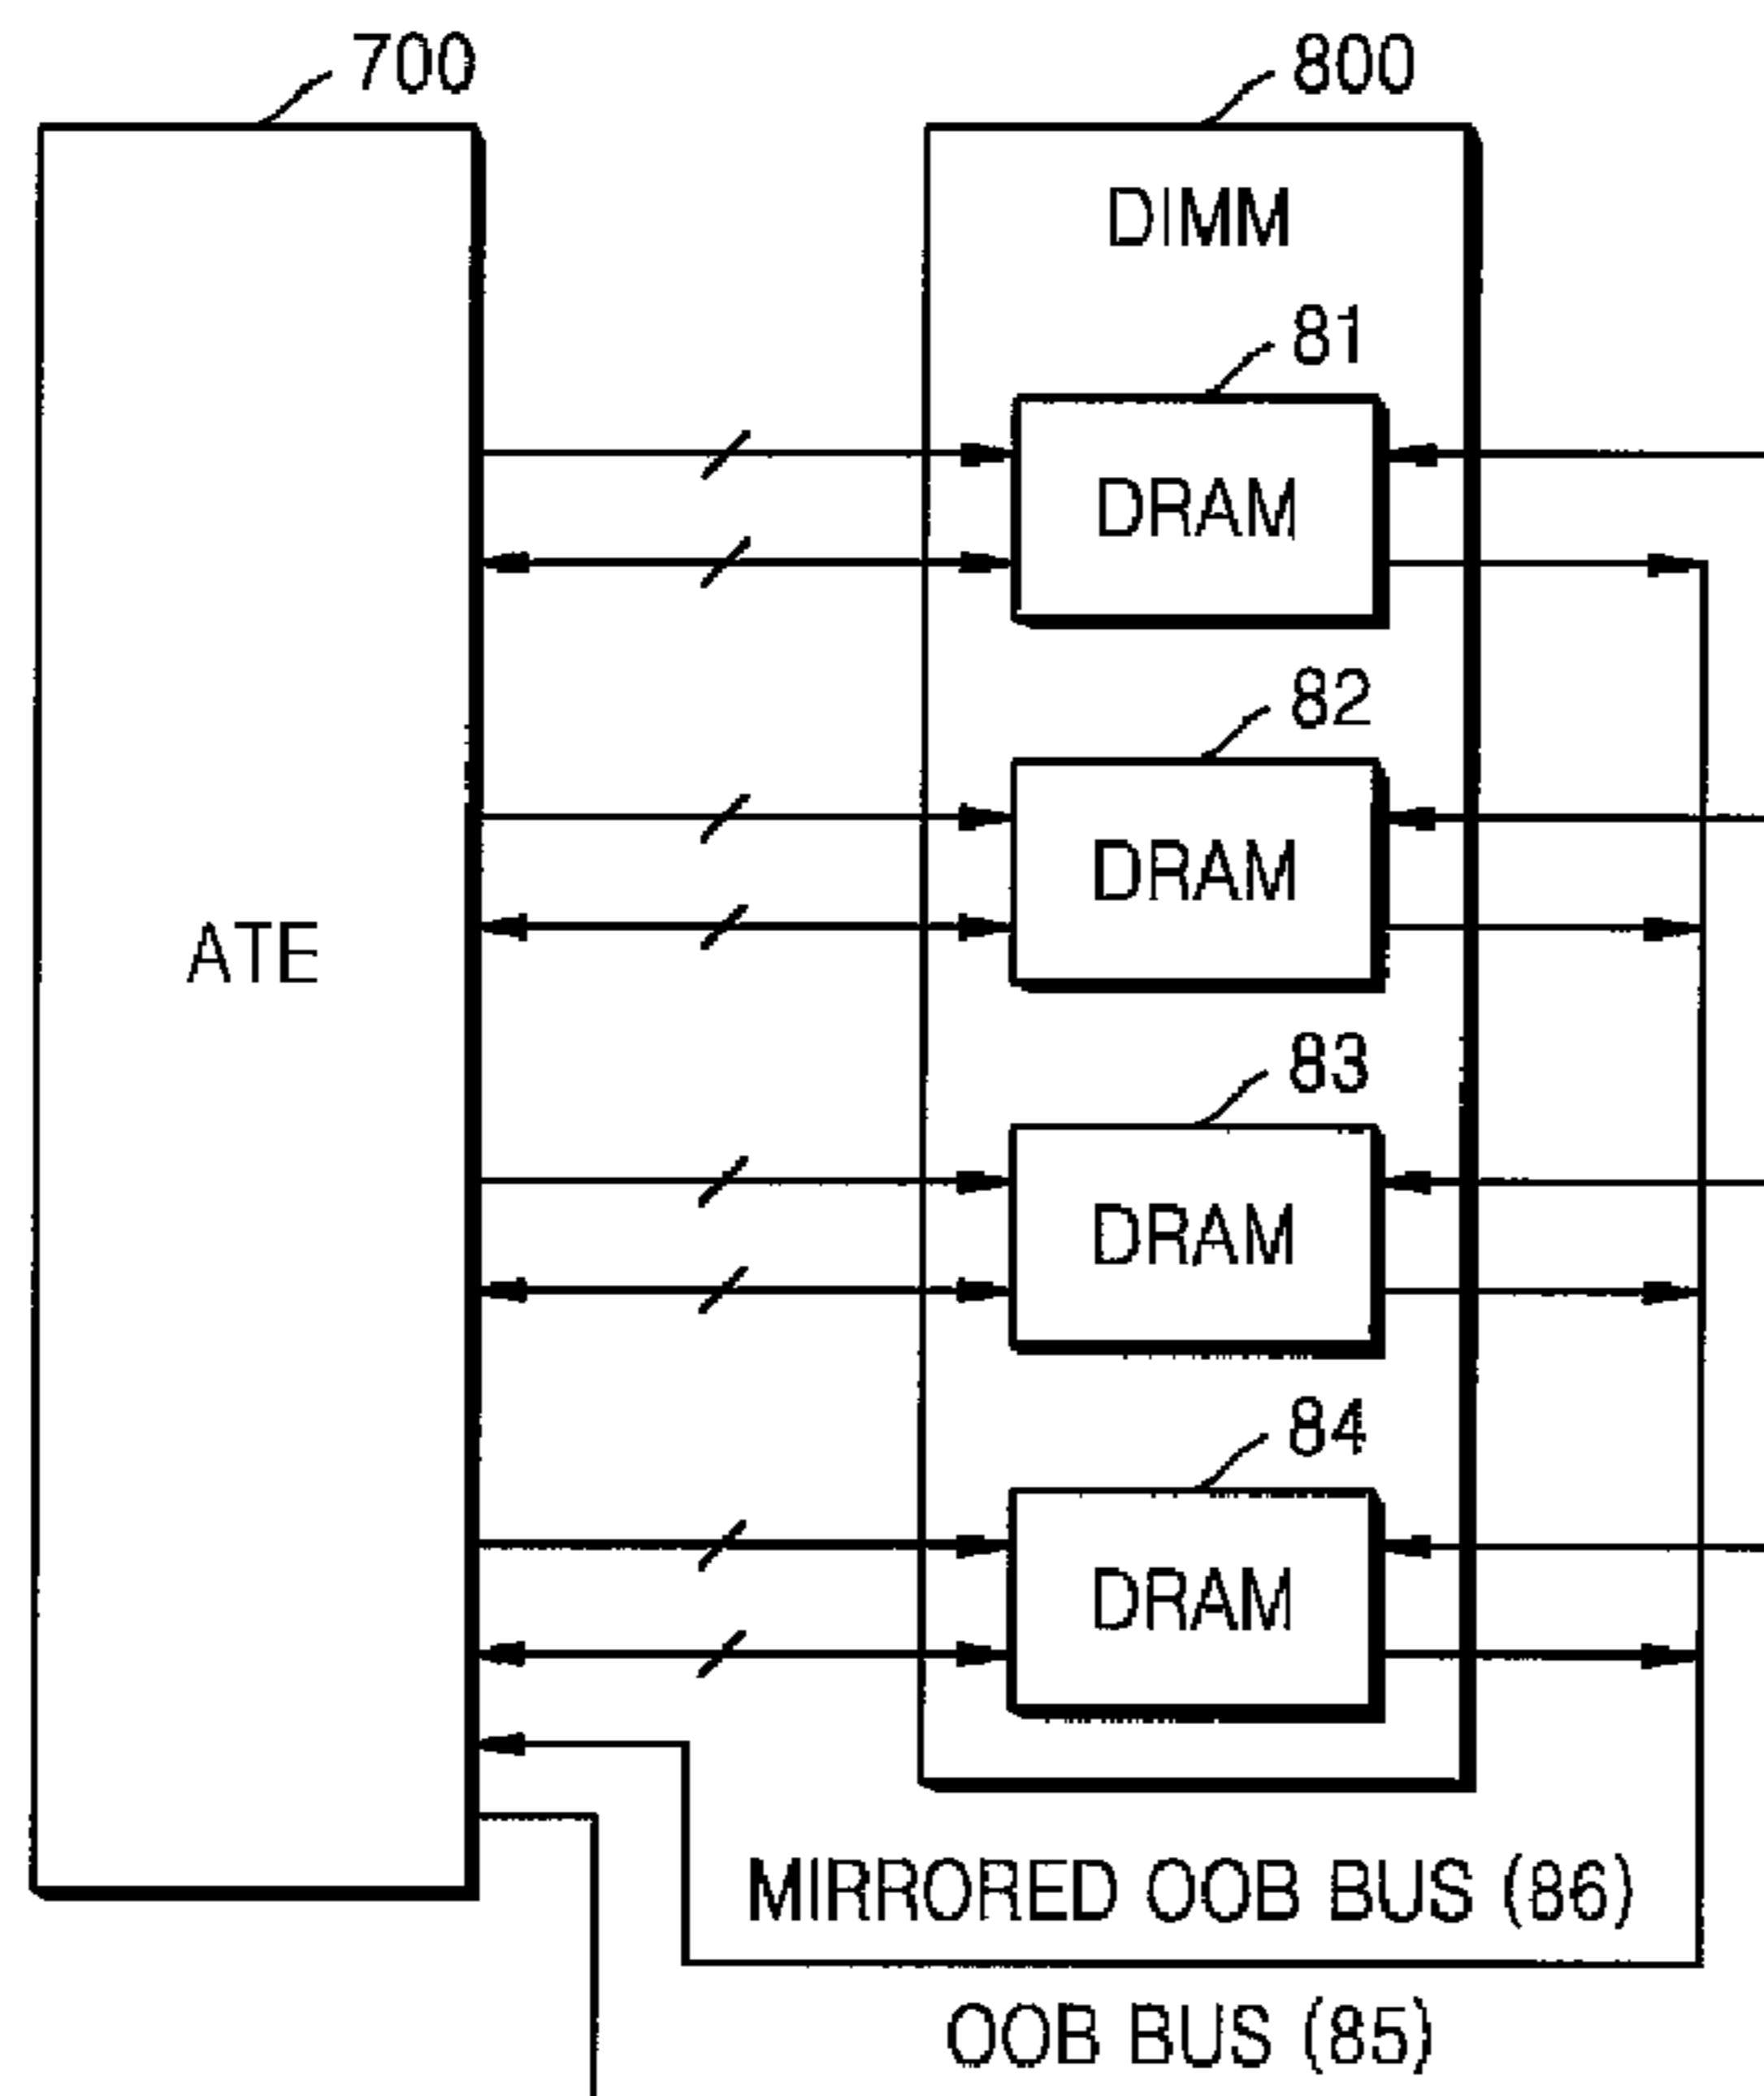 700
800
DIMM
81
DRAM
82
DRAM
ATE
83
DRAM
84
DRAM
MIRRORED OOB BUS (86)
OOB BUS (85)